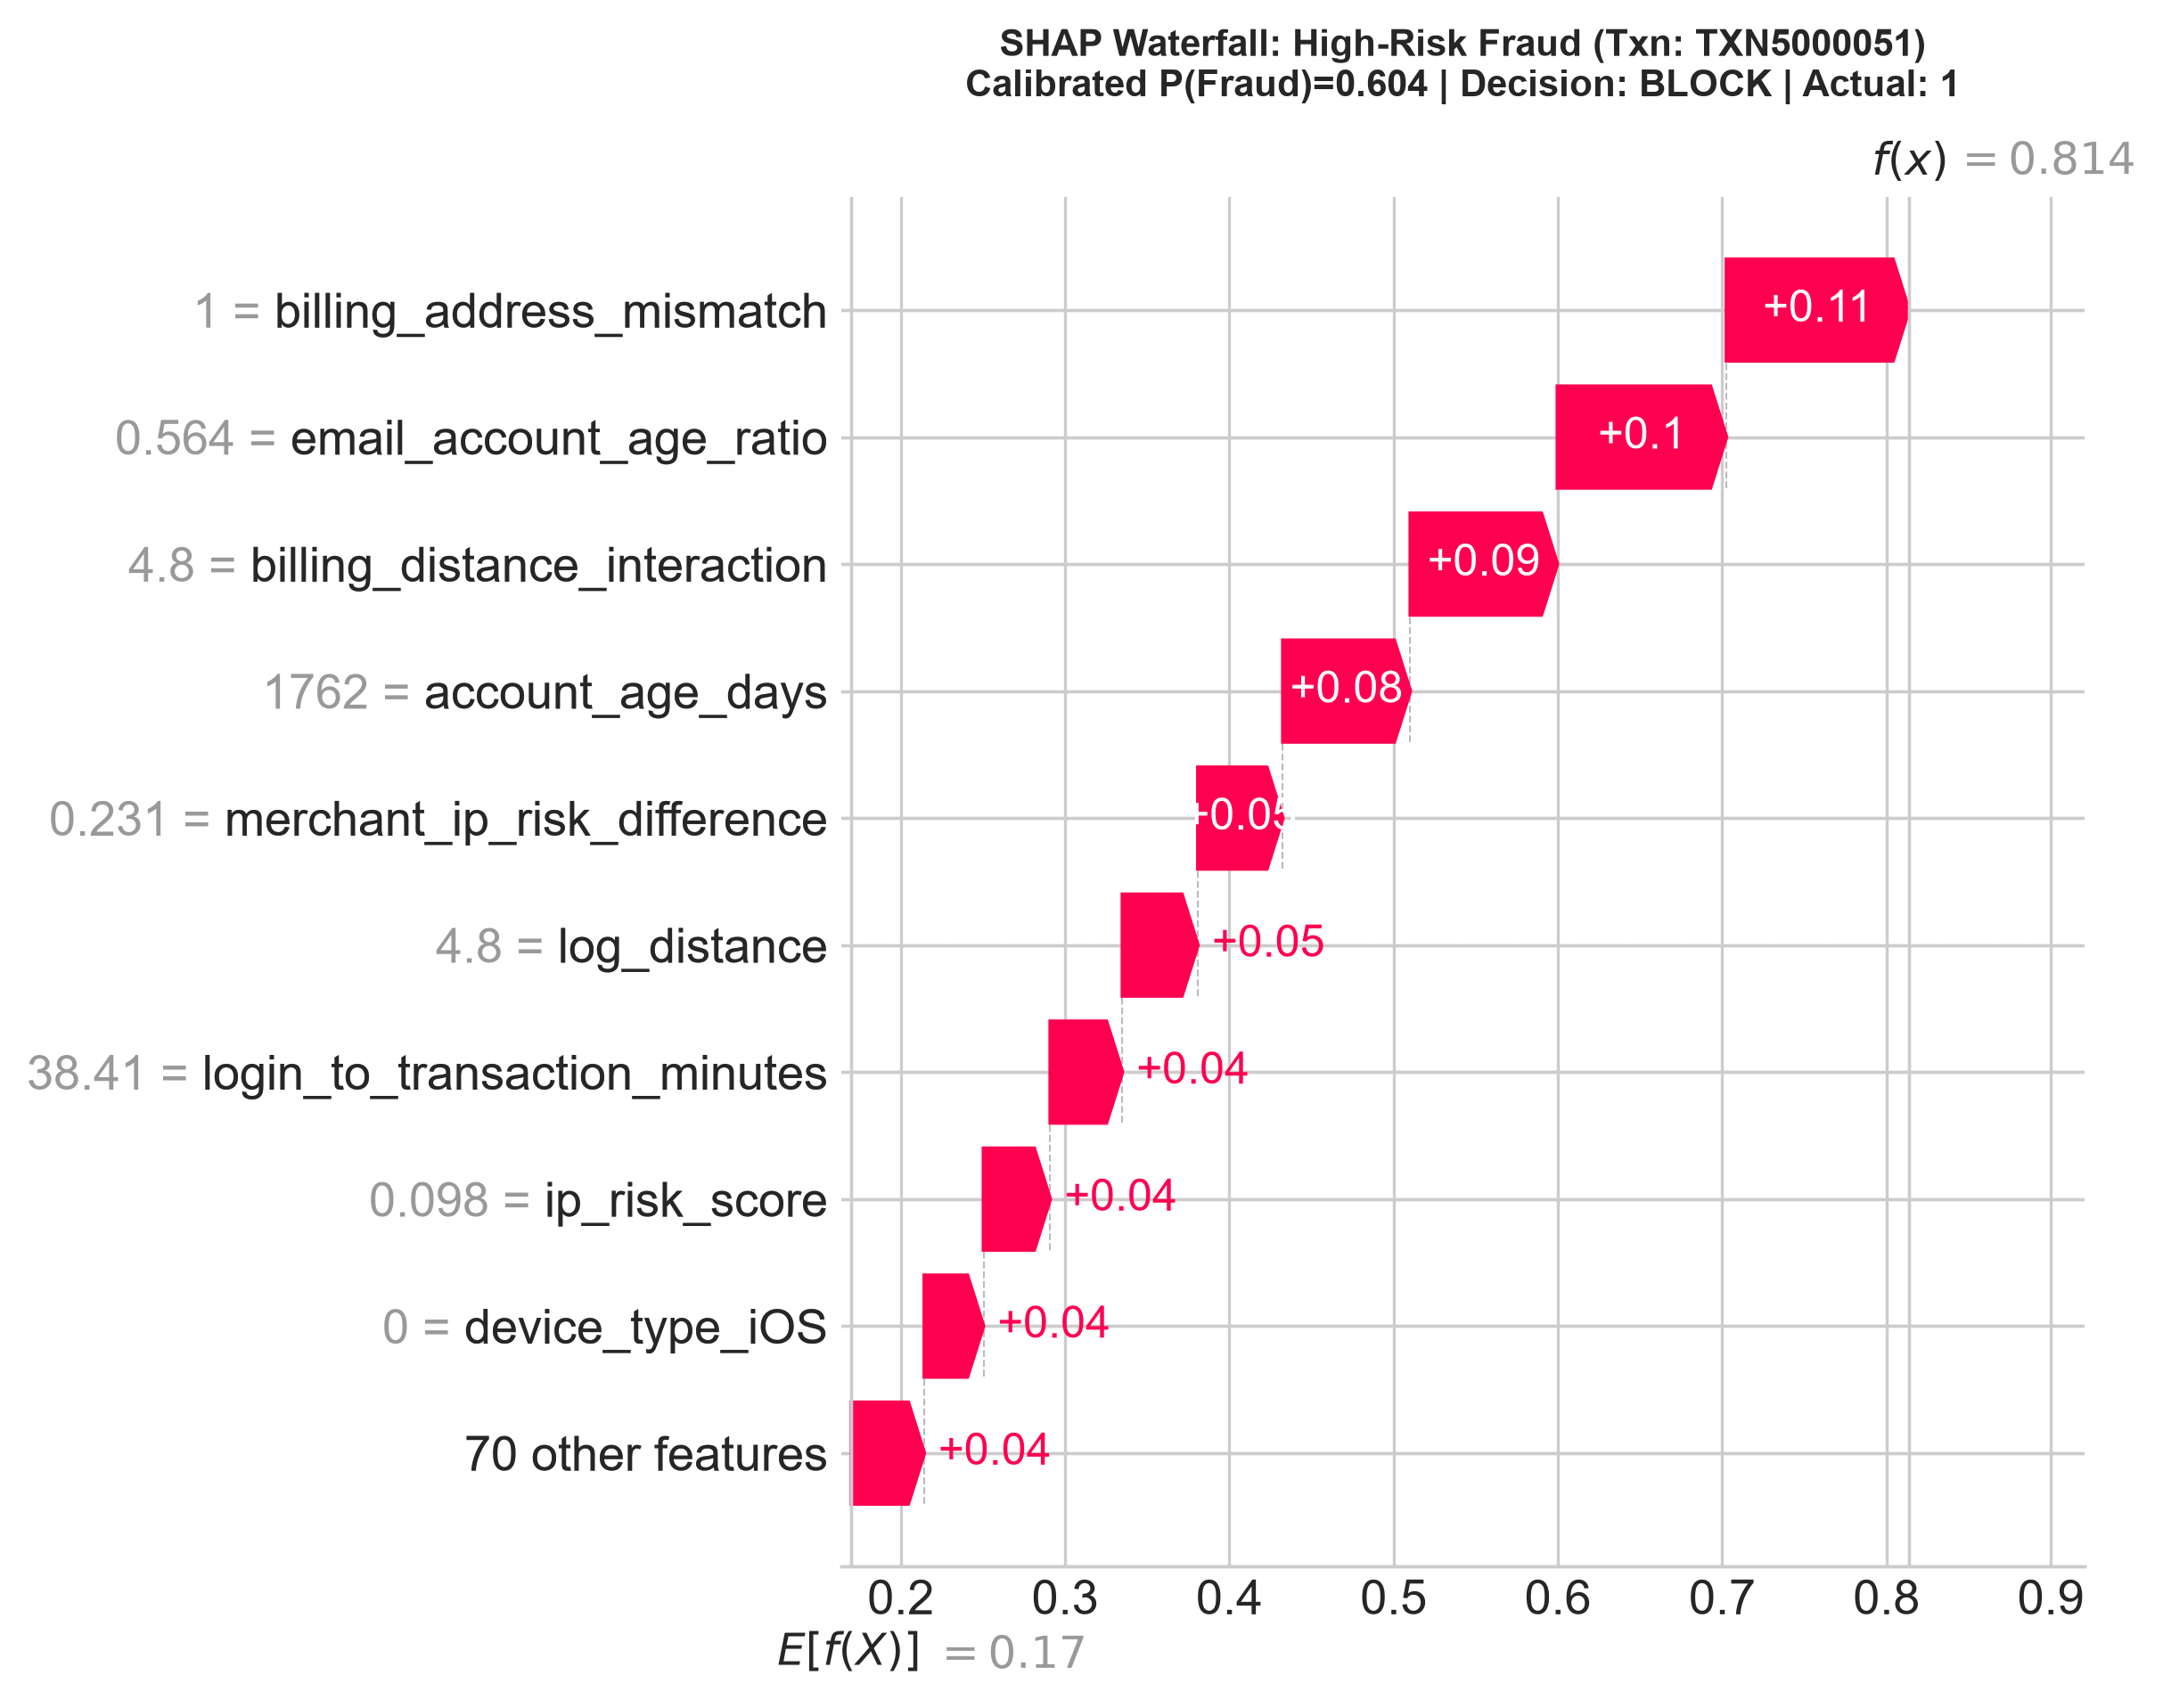 SHAP Waterfall: High-Risk Fraud (Txn: TXN5000051)
Calibrated P(Fraud)=0.604 | Decision: BLOCK | Actual: 1
f(x) = 0.814
1 = billing_address_mismatch +0.11
0.564 = email_account_age_ratio +0.1
4.8 = billing_distance_interaction +0.09
1762 = account_age_days +0.08
0.231 = merchant_ip_risk_difference
4.8 = log_distance +0.05
38.41 = login_to_transaction_minutes +0.04
0.098 = ip_risk_score +0.04
0 = device_type_iOS +0.04
70 other features +0.04
0.2 0.3 0.4 0.5 0.6 0.7 0.8 0.9
E[f(X)] = 0.17